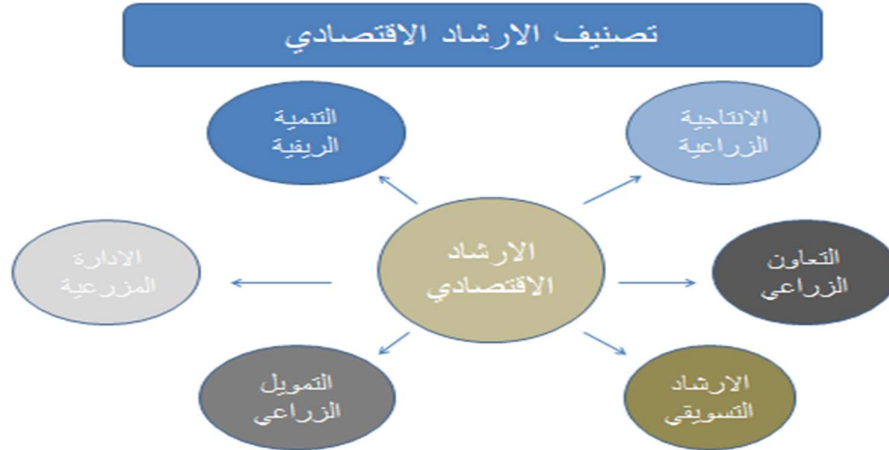 تصنيف الارشاد الاقتصادي
الانتاجية
الزراعية
التنمية
الريفية
التعاون
الزراعي
الارشاد
الاقتصادي
الادارة
المزرعية
الارشاد
التسويقي
التمويل
الزراعي